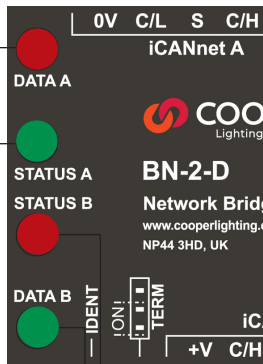 0V C/L S C/H
iCANnet A
DATA A
COO
Lighting
STATUS A
BN-2-D
STATUS B
Network Bridg
www.cooperlighting.c
NP44 3HD, UK
DATA B
IDENT
ON
TERM
iCA
+V C/H